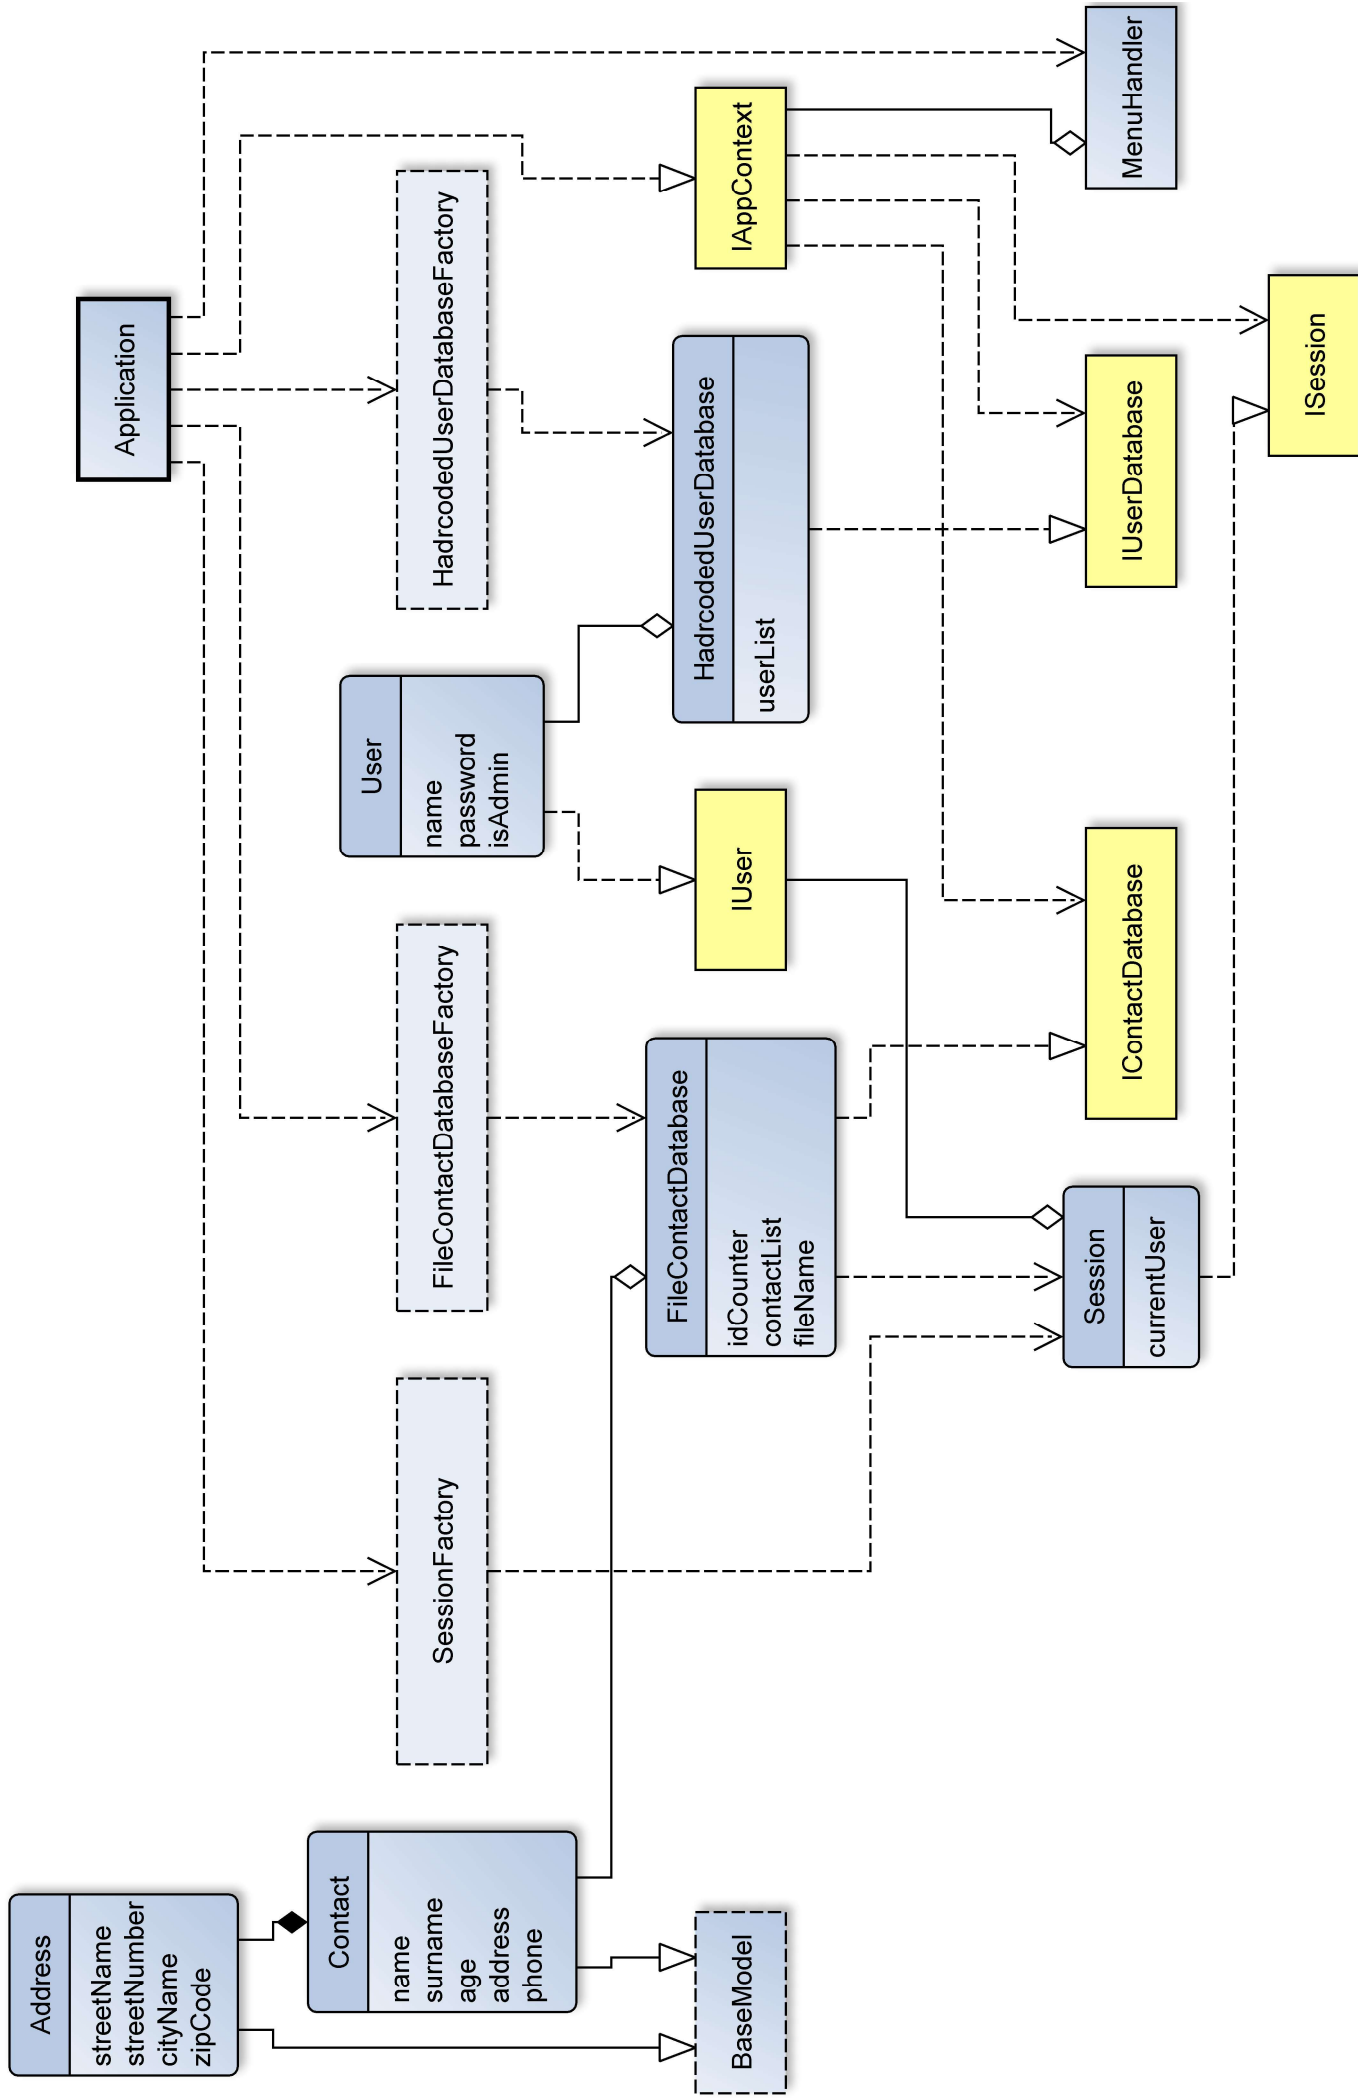 Address
streetName
streetNumber
cityName
zipCode
Application
Contact
name
surname
age
address
phone
User
name
password
isAdmin
SessionFactory
FileContactDatabaseFactory
HadrcodedUserDatabaseFactory
BaseModel
FileContactDatabase
idCounter
contactList
fileName
IUser
HadrcodedUserDatabase
userList
IAppContext
Session
currentUser
IContactDatabase
IUserDatabase
MenuHandler
ISession